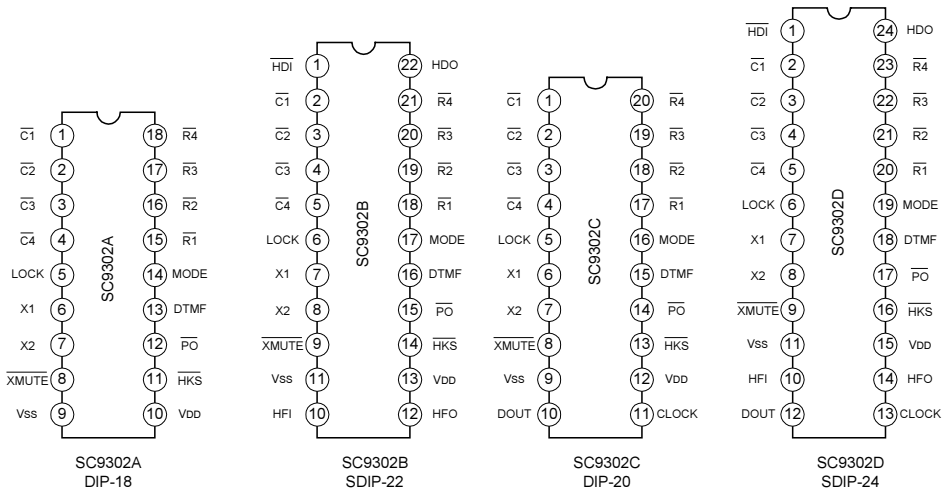 C1 1 18 R4
C2 2 17 R3
C3 3 16 R2
C4 4 15 R1
LOCK 5 14 MODE
X1 6 13 DTMF
X2 7 12 PO
XMUTE 8 11 HKS
VSS 9 10 VDD
SC9302A
SC9302A
DIP-18
HDI 1 22 HDO
C1 2 21 R4
C2 3 20 R3
C3 4 19 R2
C4 5 18 R1
LOCK 6 17 MODE
X1 7 16 DTMF
X2 8 15 PO
XMUTE 9 14 HKS
VSS 11 13 VDD
HFI 10 12 HFO
SC9302B
SC9302B
SDIP-22
C1 1 20 R4
C2 2 19 R3
C3 3 18 R2
C4 4 17 R1
LOCK 5 16 MODE
X1 6 15 DTMF
X2 7 14 PO
XMUTE 8 13 HKS
VSS 9 12 VDD
DOUT 10 11 CLOCK
SC9302C
SC9302C
DIP-20
HDI 1 24 HDO
C1 2 23 R4
C2 3 22 R3
C3 4 21 R2
C4 5 20 R1
LOCK 6 19 MODE
X1 7 18 DTMF
X2 8 17 PO
XMUTE 9 16 HKS
VSS 11 15 VDD
HFI 10 14 HFO
DOUT 12 13 CLOCK
SC9302D
SC9302D
SDIP-24